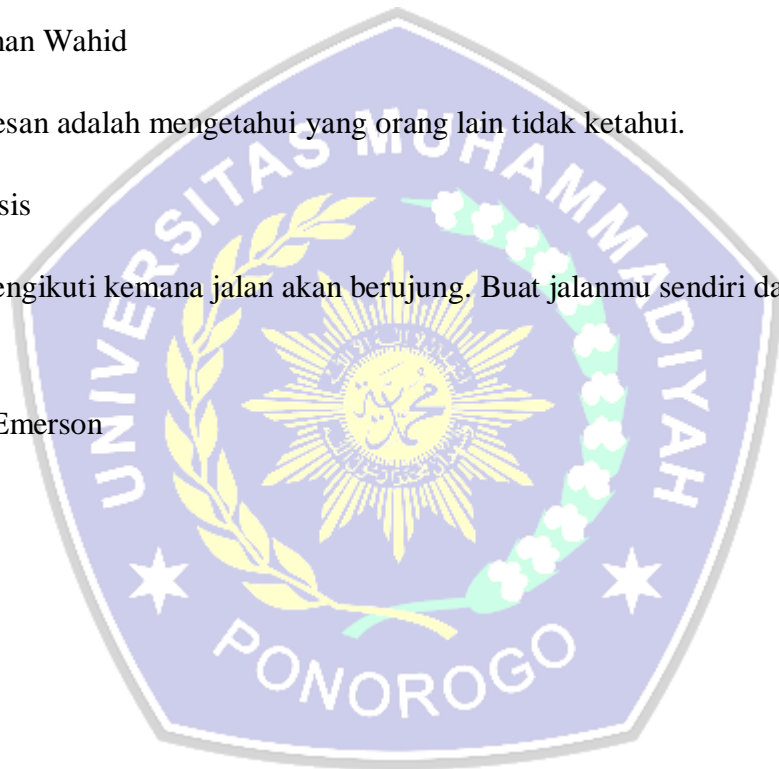 nan Wahid
esan adalah mengetahui yang orang lain tidak ketahui.
sis
engikuti kemana jalan akan berujung. Buat jalanmu sendiri da
Emerson
UNIVERSITAS MUHAMMADIYAH
PONOROGO